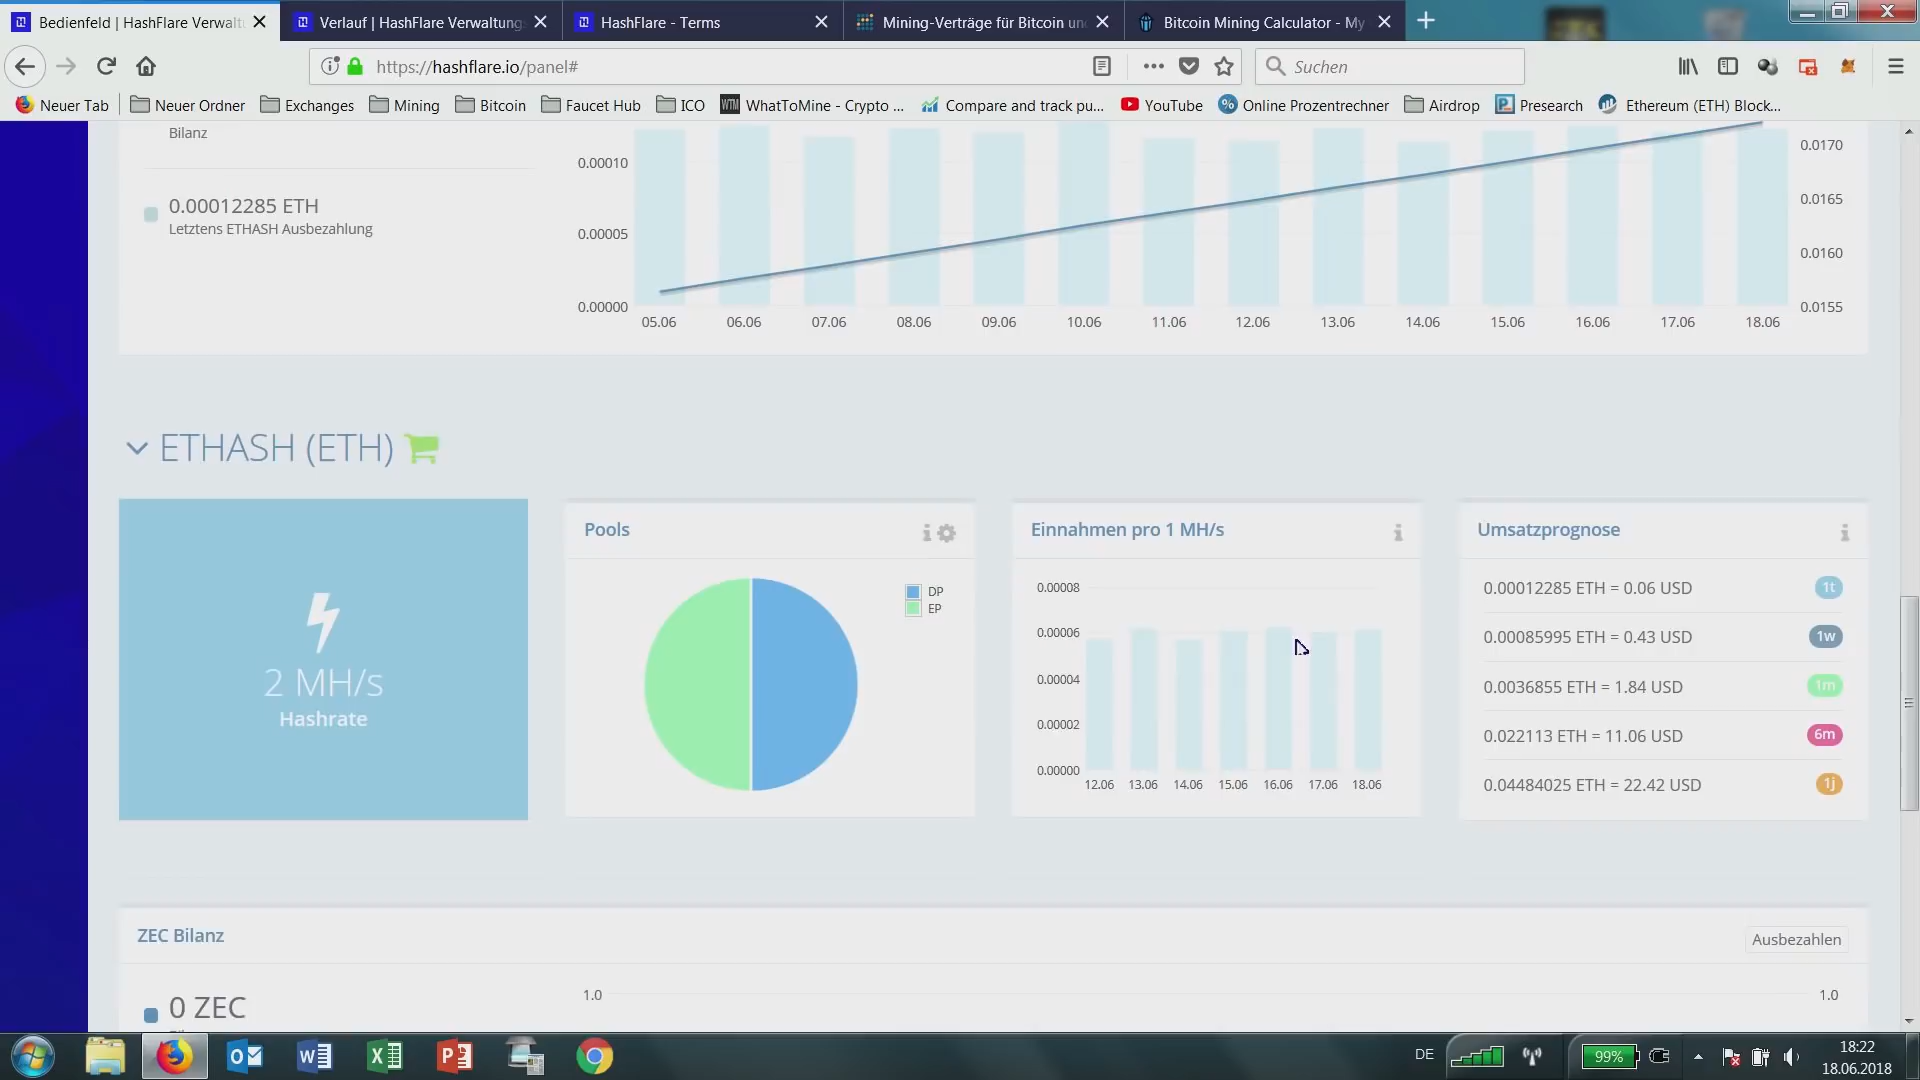 Bedienfeld | HashFlare Verwalt
Verlauf | HashFlare Verwaltung
HashFlare - Terms
Mining-Verträge für Bitcoin un
Bitcoin Mining Calculator - My
https://hashflare.io/panel#
Suchen
Neuer Tab
Neuer Ordner
Exchanges
Mining
Bitcoin
Faucet Hub
ICO
WTM
WhatToMine - Crypto ...
Compare and track pu...
YouTube
Online Prozentrechner
Airdrop
Presearch
Ethereum (ETH) Block...
Bilanz
0.00012285 ETH
Letztens ETHASH Ausbezahlung
0.00010
0.00005
0.00000
0.0170
0.0165
0.0160
0.0155
05.06 06.06 07.06 08.06 09.06 10.06 11.06 12.06 13.06 14.06 15.06 16.06 17.06 18.06
ETHASH (ETH)
2 MH/s
Hashrate
Pools
DP
EP
Einnahmen pro 1 MH/s
0.00008
0.00006
0.00004
0.00002
0.00000
12.06 13.06 14.06 15.06 16.06 17.06 18.06
Umsatzprognose
0.00012285 ETH = 0.06 USD 1t
0.00085995 ETH = 0.43 USD 1w
0.0036855 ETH = 1.84 USD 1m
0.022113 ETH = 11.06 USD 6m
0.04484025 ETH = 22.42 USD 1j
ZEC Bilanz
Ausbezahlen
0 ZEC
1.0
1.0
DE
99%
18:22
18.06.2018